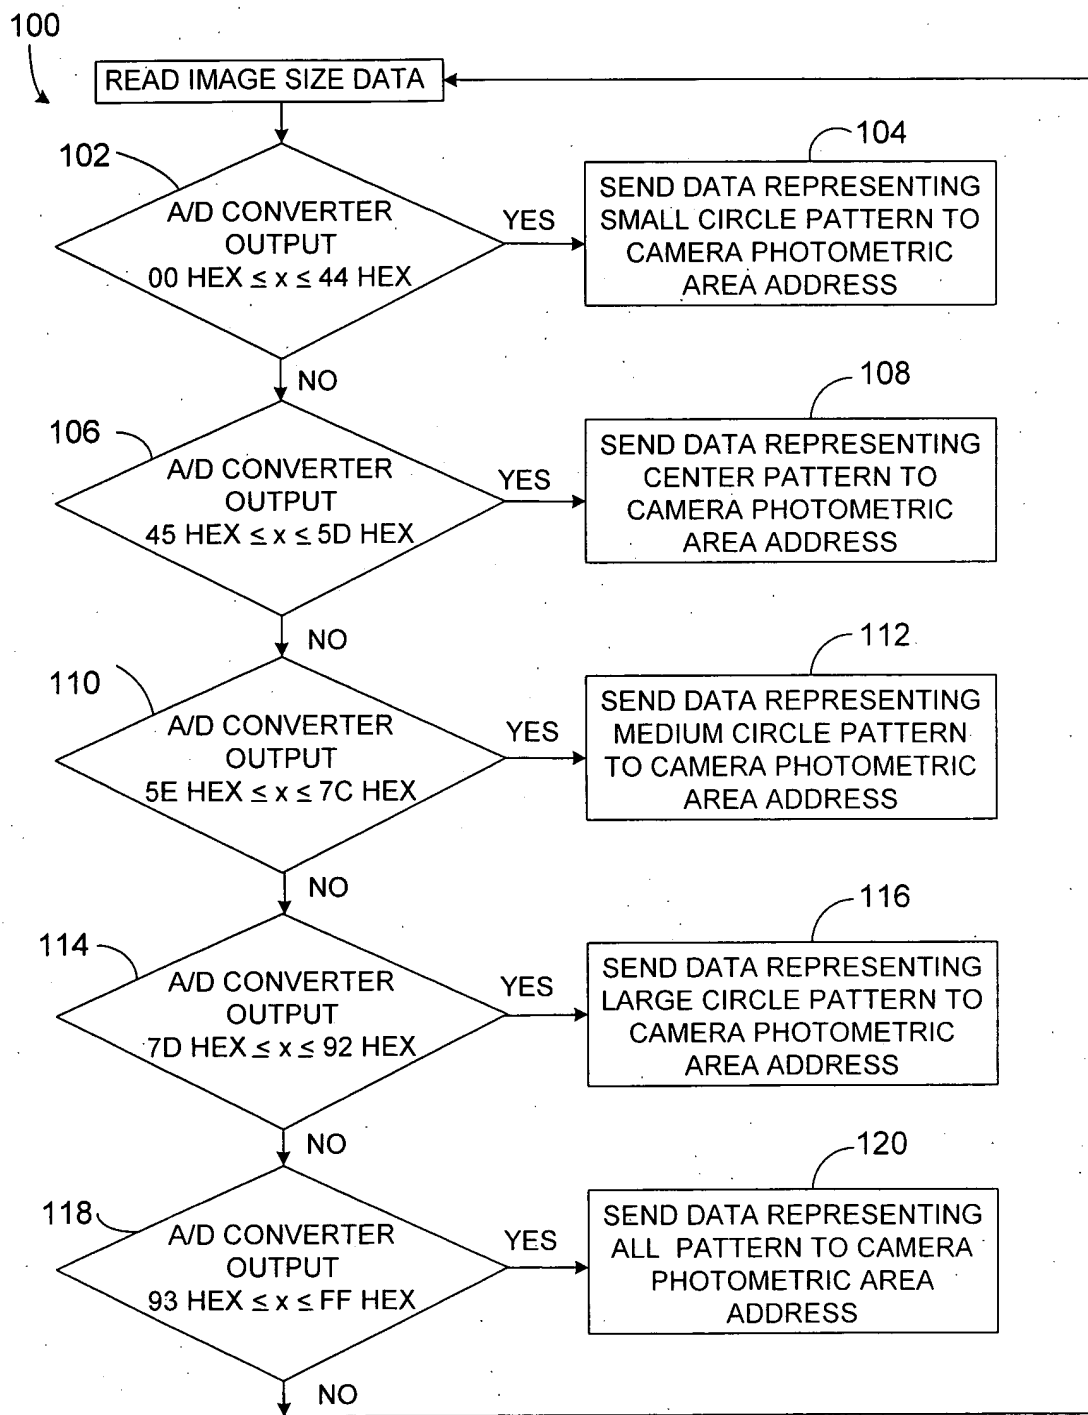 100
READ IMAGE SIZE DATA
102
A/D CONVERTER
OUTPUT
00 HEX ≤ x ≤ 44 HEX
YES
104
SEND DATA REPRESENTING
SMALL CIRCLE PATTERN TO
CAMERA PHOTOMETRIC
AREA ADDRESS
NO
106
A/D CONVERTER
OUTPUT
45 HEX ≤ x ≤ 5D HEX
YES
108
SEND DATA REPRESENTING
CENTER PATTERN TO
CAMERA PHOTOMETRIC
AREA ADDRESS
NO
110
A/D CONVERTER
OUTPUT
5E HEX ≤ x ≤ 7C HEX
YES
112
SEND DATA REPRESENTING
MEDIUM CIRCLE PATTERN
TO CAMERA PHOTOMETRIC
AREA ADDRESS
NO
114
A/D CONVERTER
OUTPUT
7D HEX ≤ x ≤ 92 HEX
YES
116
SEND DATA REPRESENTING
LARGE CIRCLE PATTERN TO
CAMERA PHOTOMETRIC
AREA ADDRESS
NO
118
A/D CONVERTER
OUTPUT
93 HEX ≤ x ≤ FF HEX
YES
120
SEND DATA REPRESENTING
ALL PATTERN TO CAMERA
PHOTOMETRIC AREA
ADDRESS
NO